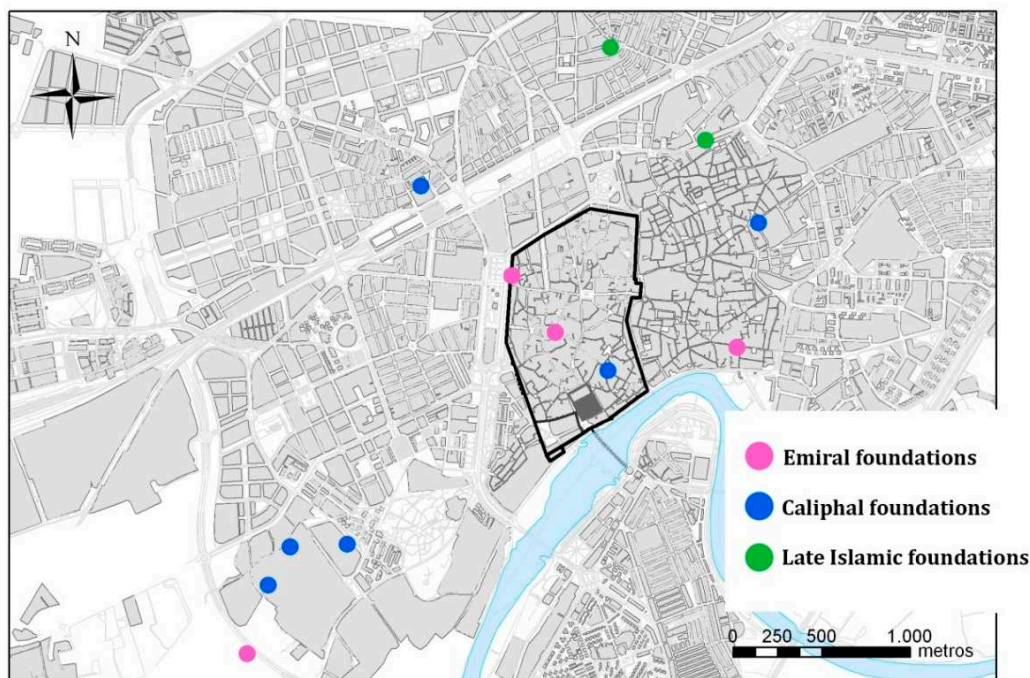 N
Emiral foundations
Caliphal foundations
Late Islamic foundations
0 250 500 1.000
metros